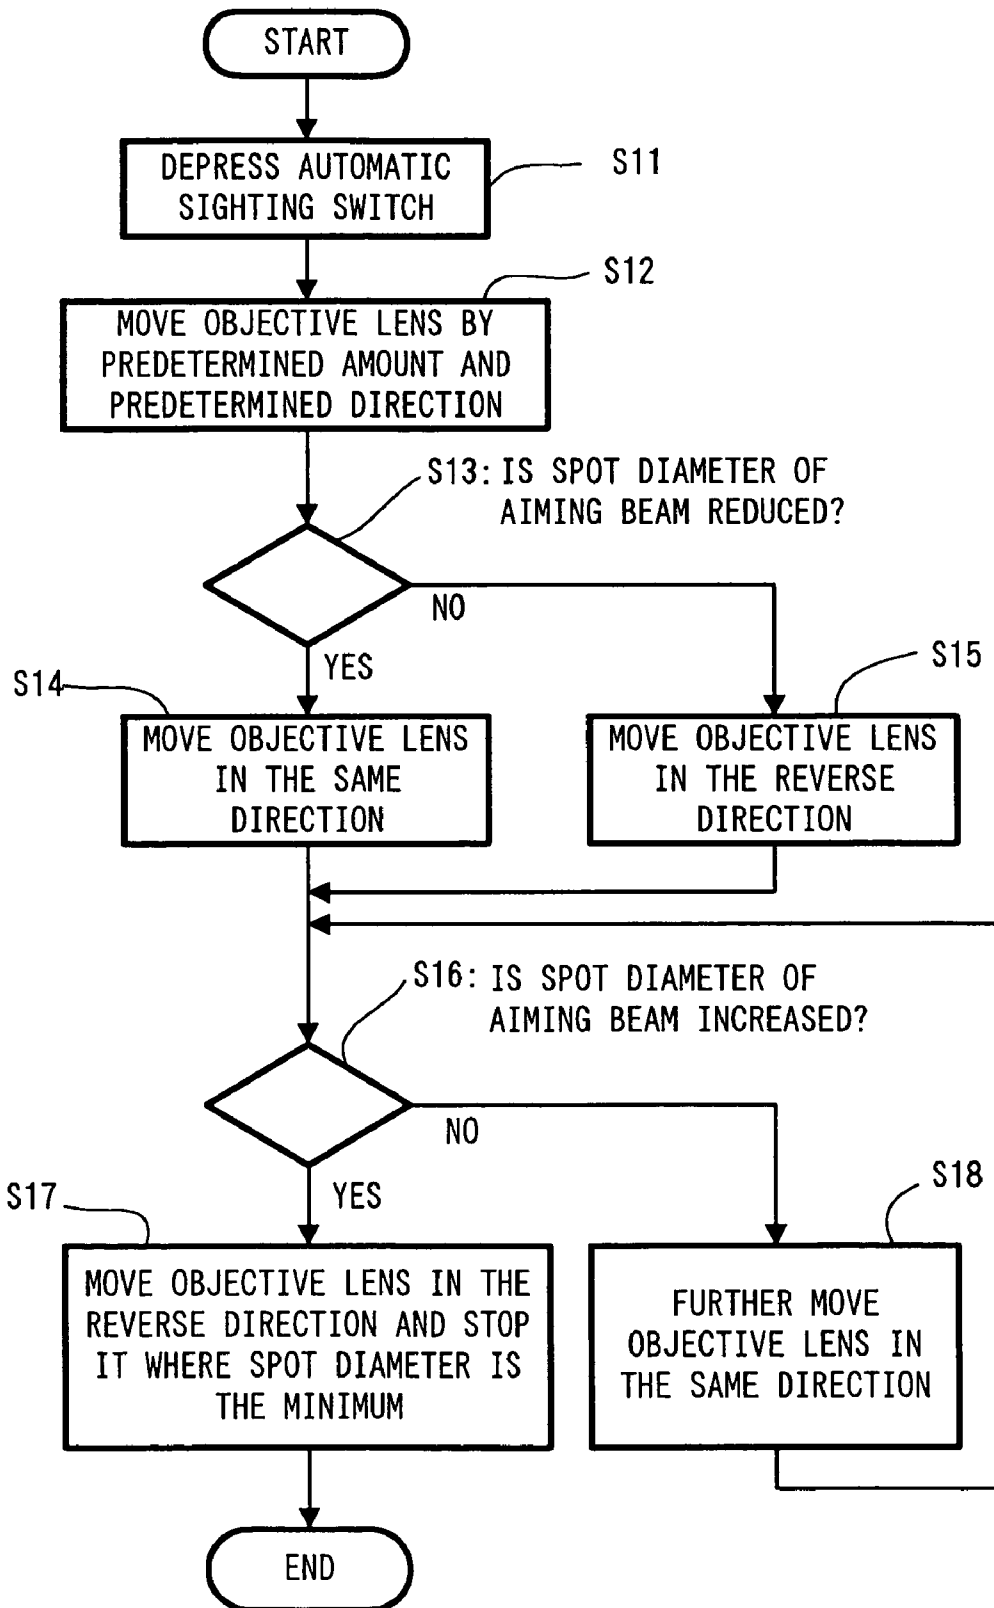 START
DEPRESS AUTOMATIC
SIGHTING SWITCH
S11
S12
MOVE OBJECTIVE LENS BY
PREDETERMINED AMOUNT AND
PREDETERMINED DIRECTION
S13: IS SPOT DIAMETER OF
AIMING BEAM REDUCED?
NO
YES
S14
S15
MOVE OBJECTIVE LENS
IN THE SAME
DIRECTION
MOVE OBJECTIVE LENS
IN THE REVERSE
DIRECTION
S16: IS SPOT DIAMETER OF
AIMING BEAM INCREASED?
NO
YES
S17
S18
MOVE OBJECTIVE LENS IN THE
REVERSE DIRECTION AND STOP
IT WHERE SPOT DIAMETER IS
THE MINIMUM
FURTHER MOVE
OBJECTIVE LENS IN
THE SAME DIRECTION
END